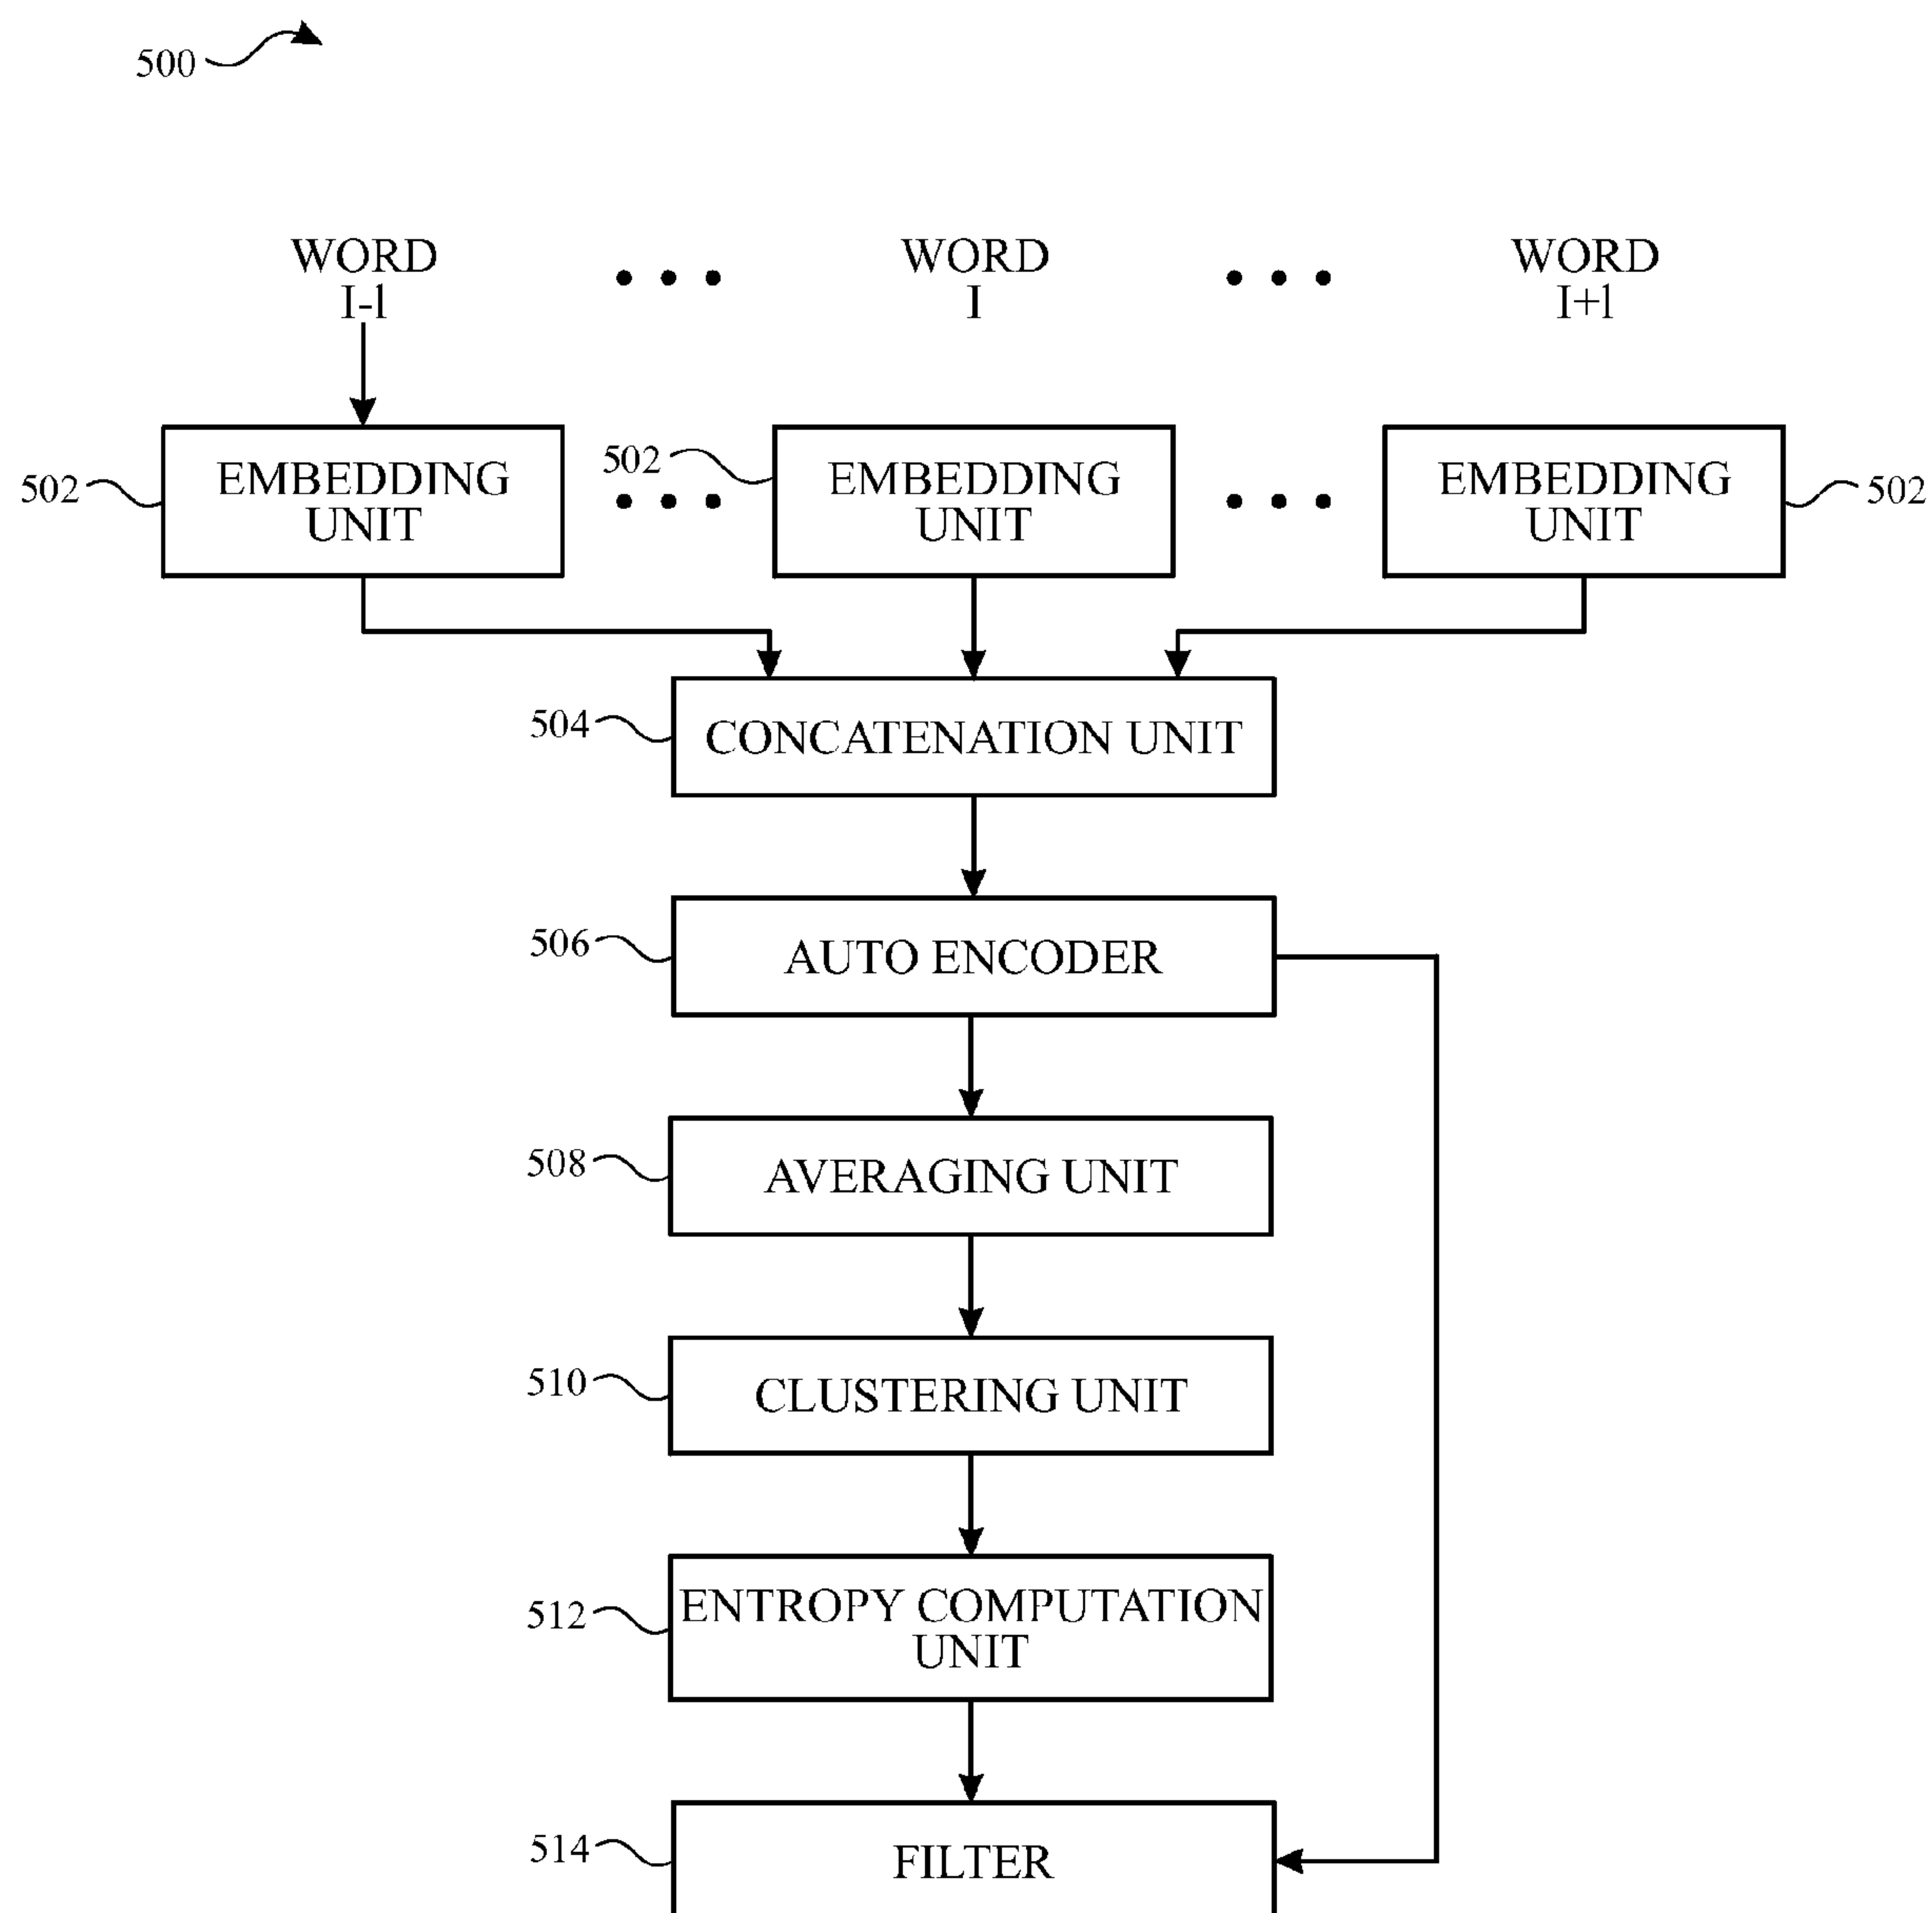 500
WORD
I-1
WORD
I
WORD
I+1
502
EMBEDDING
UNIT
502
EMBEDDING
UNIT
EMBEDDING
UNIT
502
504
CONCATENATION UNIT
506
AUTO ENCODER
508
AVERAGING UNIT
510
CLUSTERING UNIT
512
ENTROPY COMPUTATION
UNIT
514
FILTER